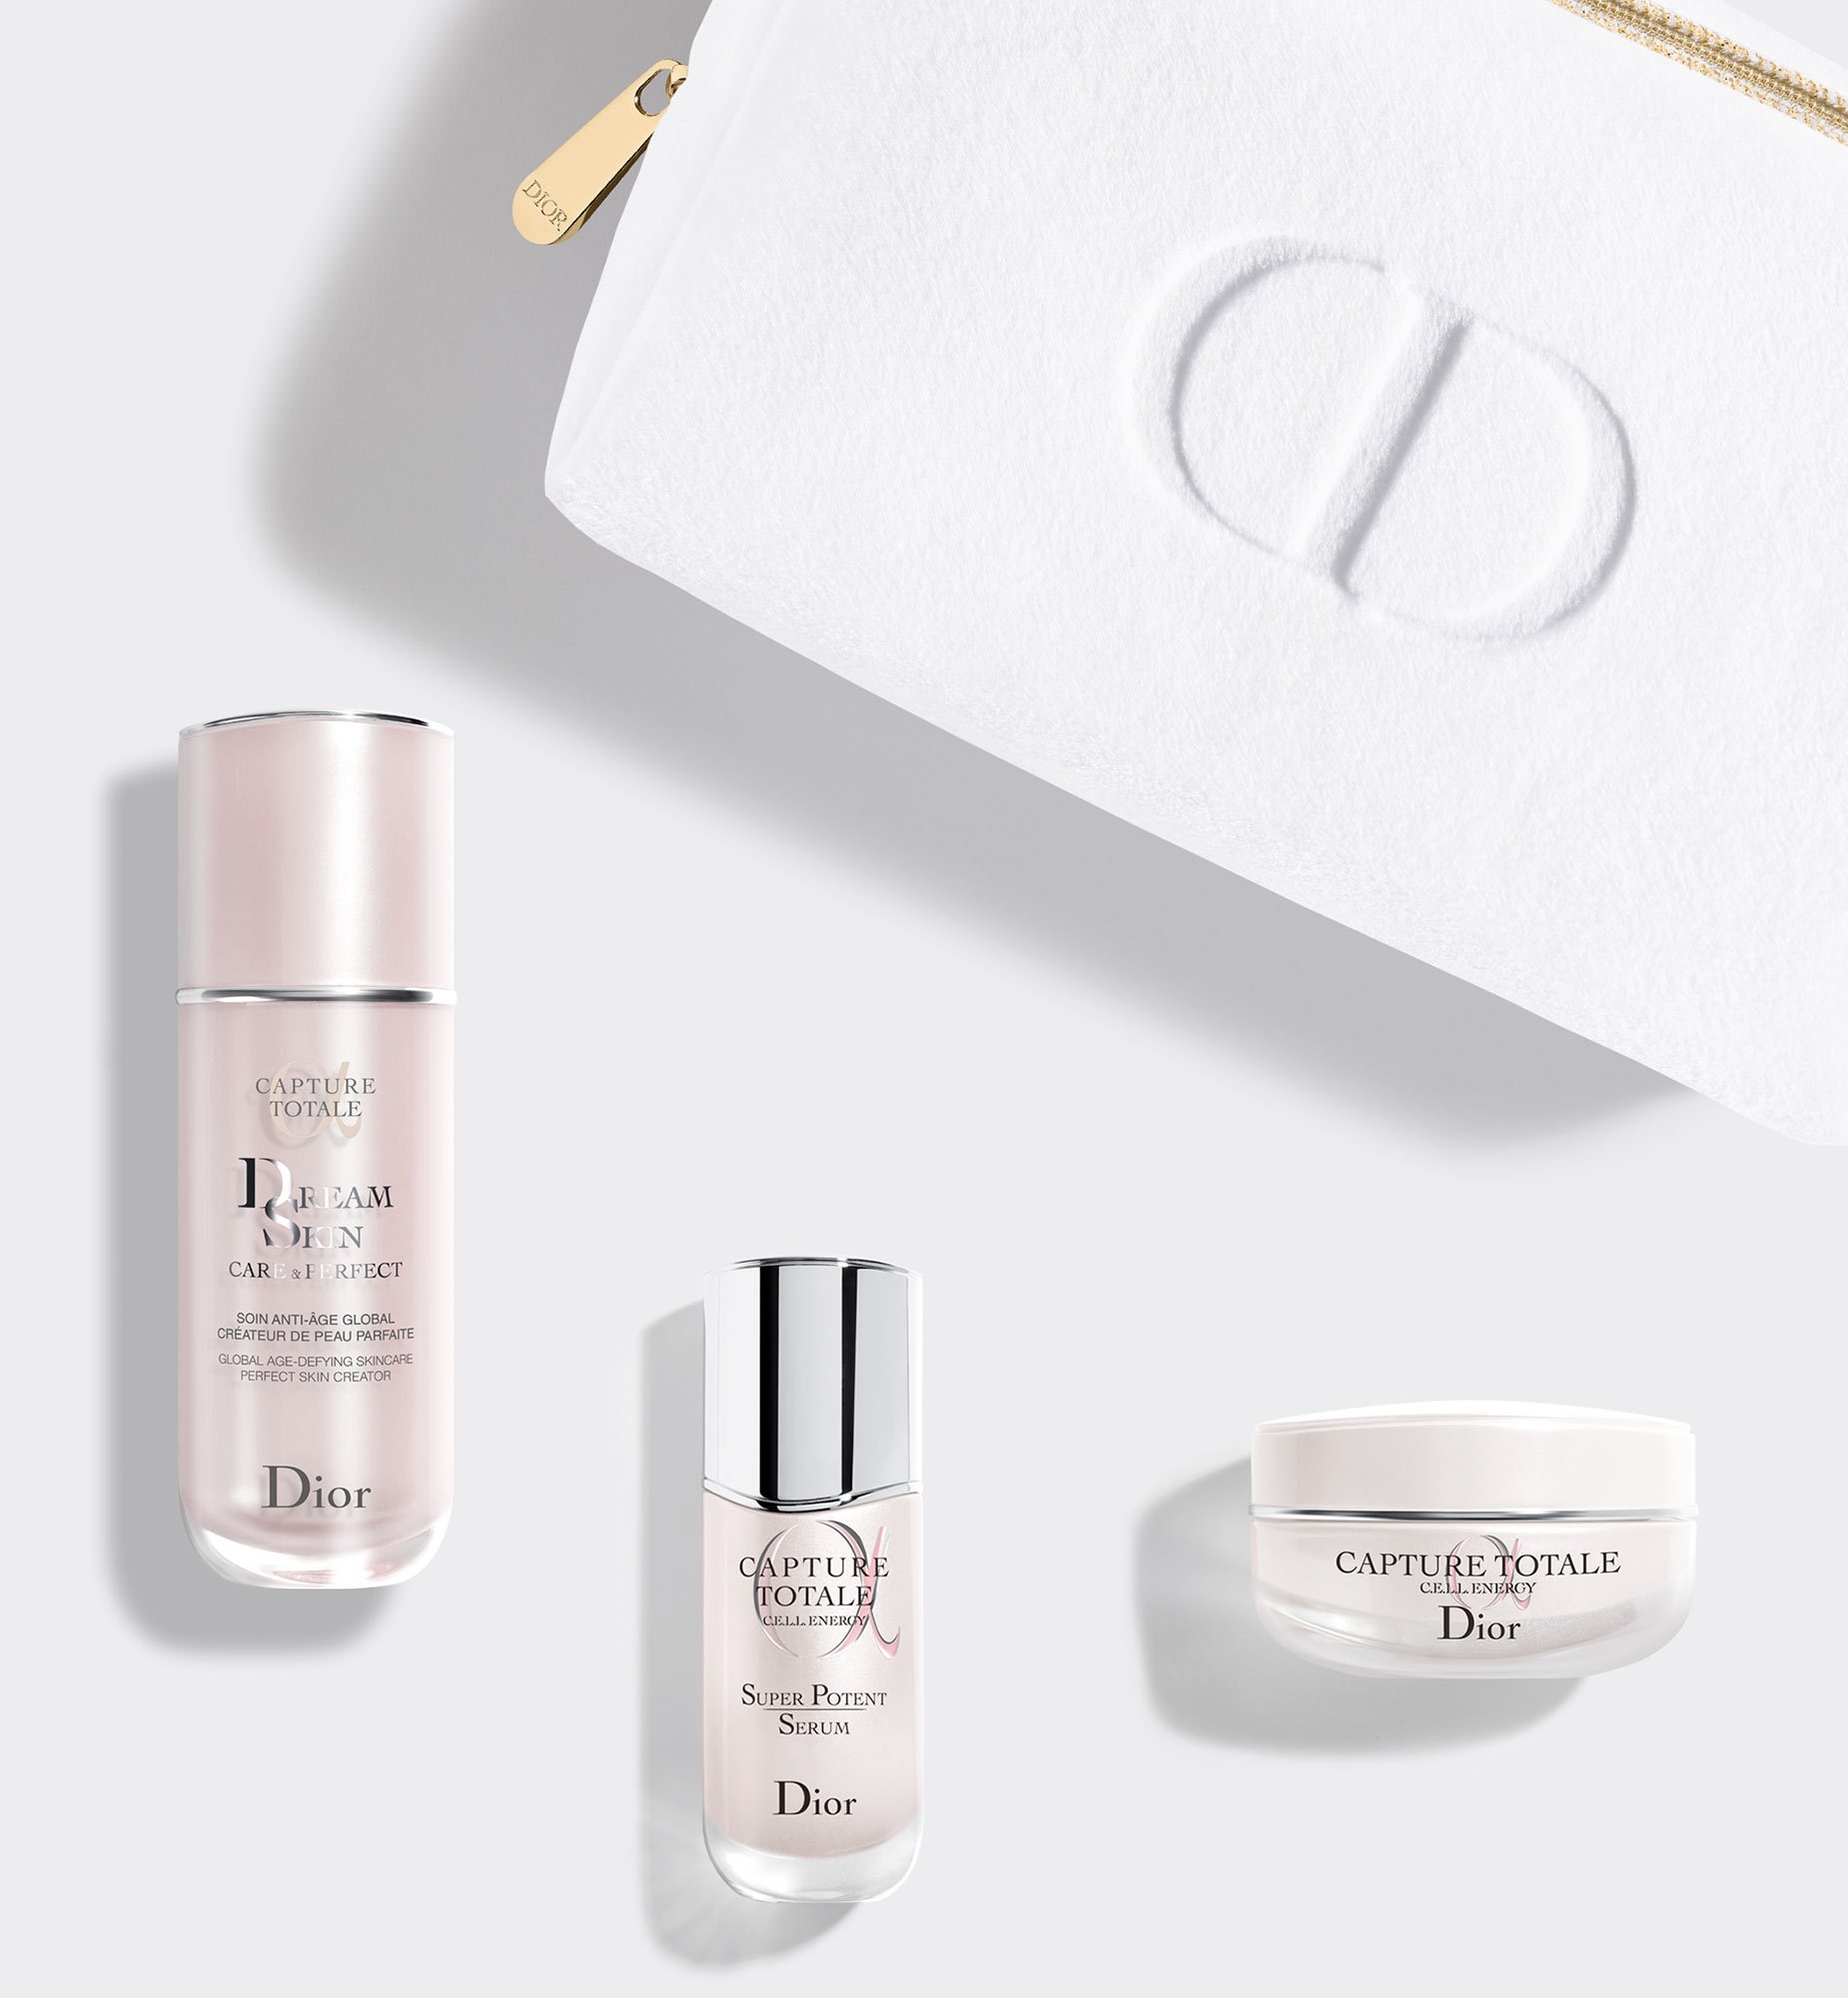 DIOR
CD
CAPTURE
TOTALE
DREAM
SKIN
CARE & PERFECT
SOIN ANTI-ÂGE GLOBAL
CRÉATEUR DE PEAU PARFAITE
GLOBAL AGE-DEFYING SKINCARE
PERFECT SKIN CREATOR
Dior
CAPTURE
TOTALE
C.E.L.L. ENERGY
SUPER POTENT
SERUM
Dior
CAPTURE TOTALE
C.E.L.L. ENERGY
Dior